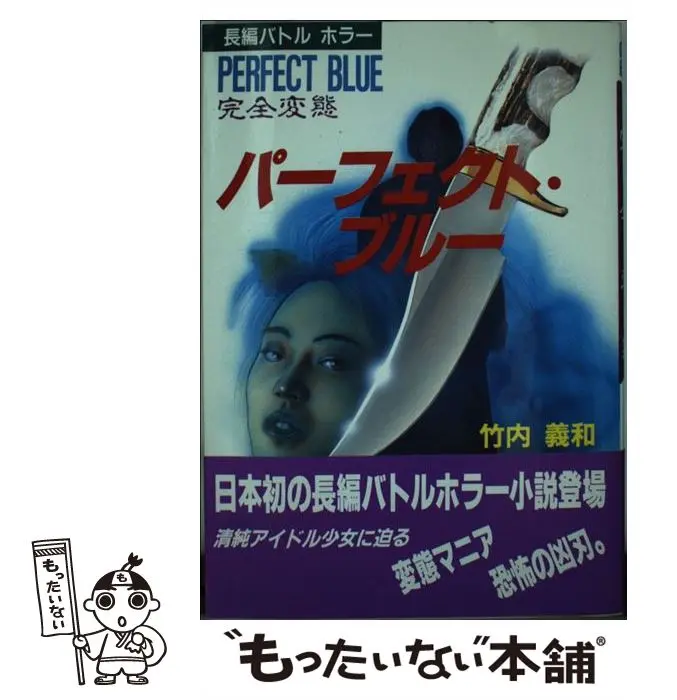 長編バトル ホラー
PERFECT BLUE
完全変態
パーフェクト・
ブルー
竹内 義和
日本初の長編バトルホラー小説登場
清純アイドル少女に迫る
変態マニア
恐怖の凶刃。
も
もったいない
"もったいない"本舗®